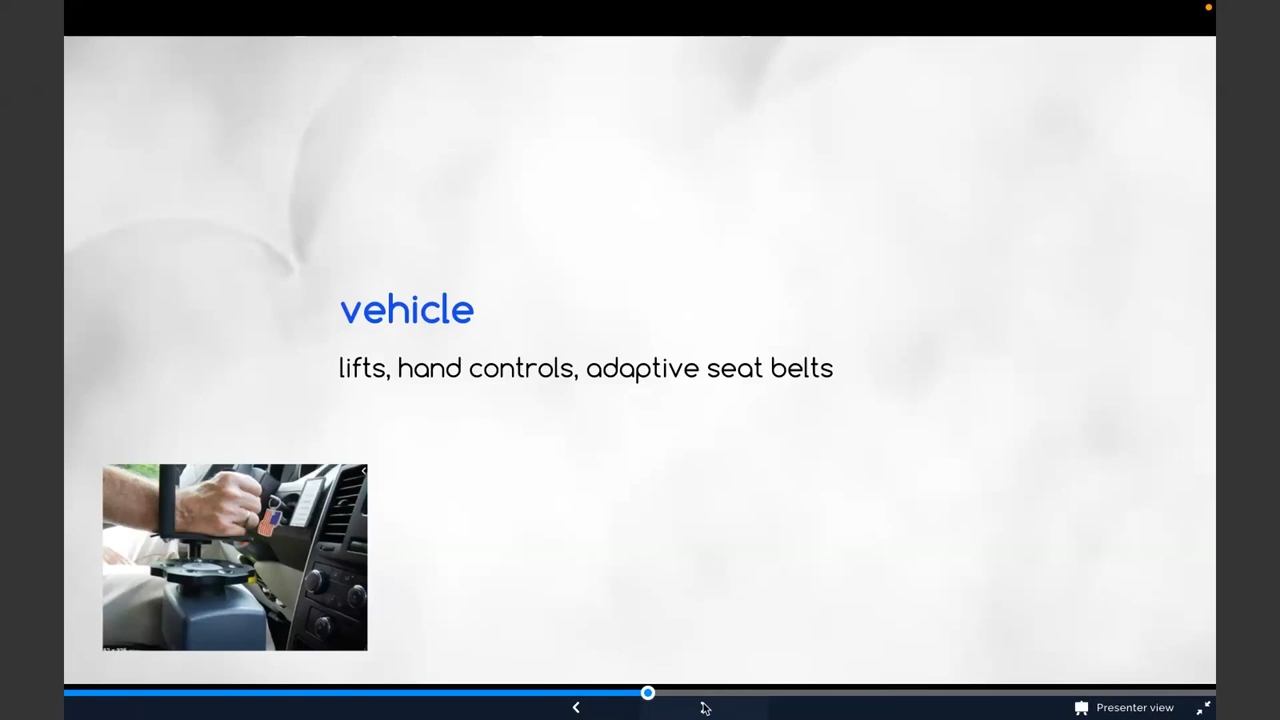 vehicle
lifts, hand controls, adaptive seat belts
Presenter view